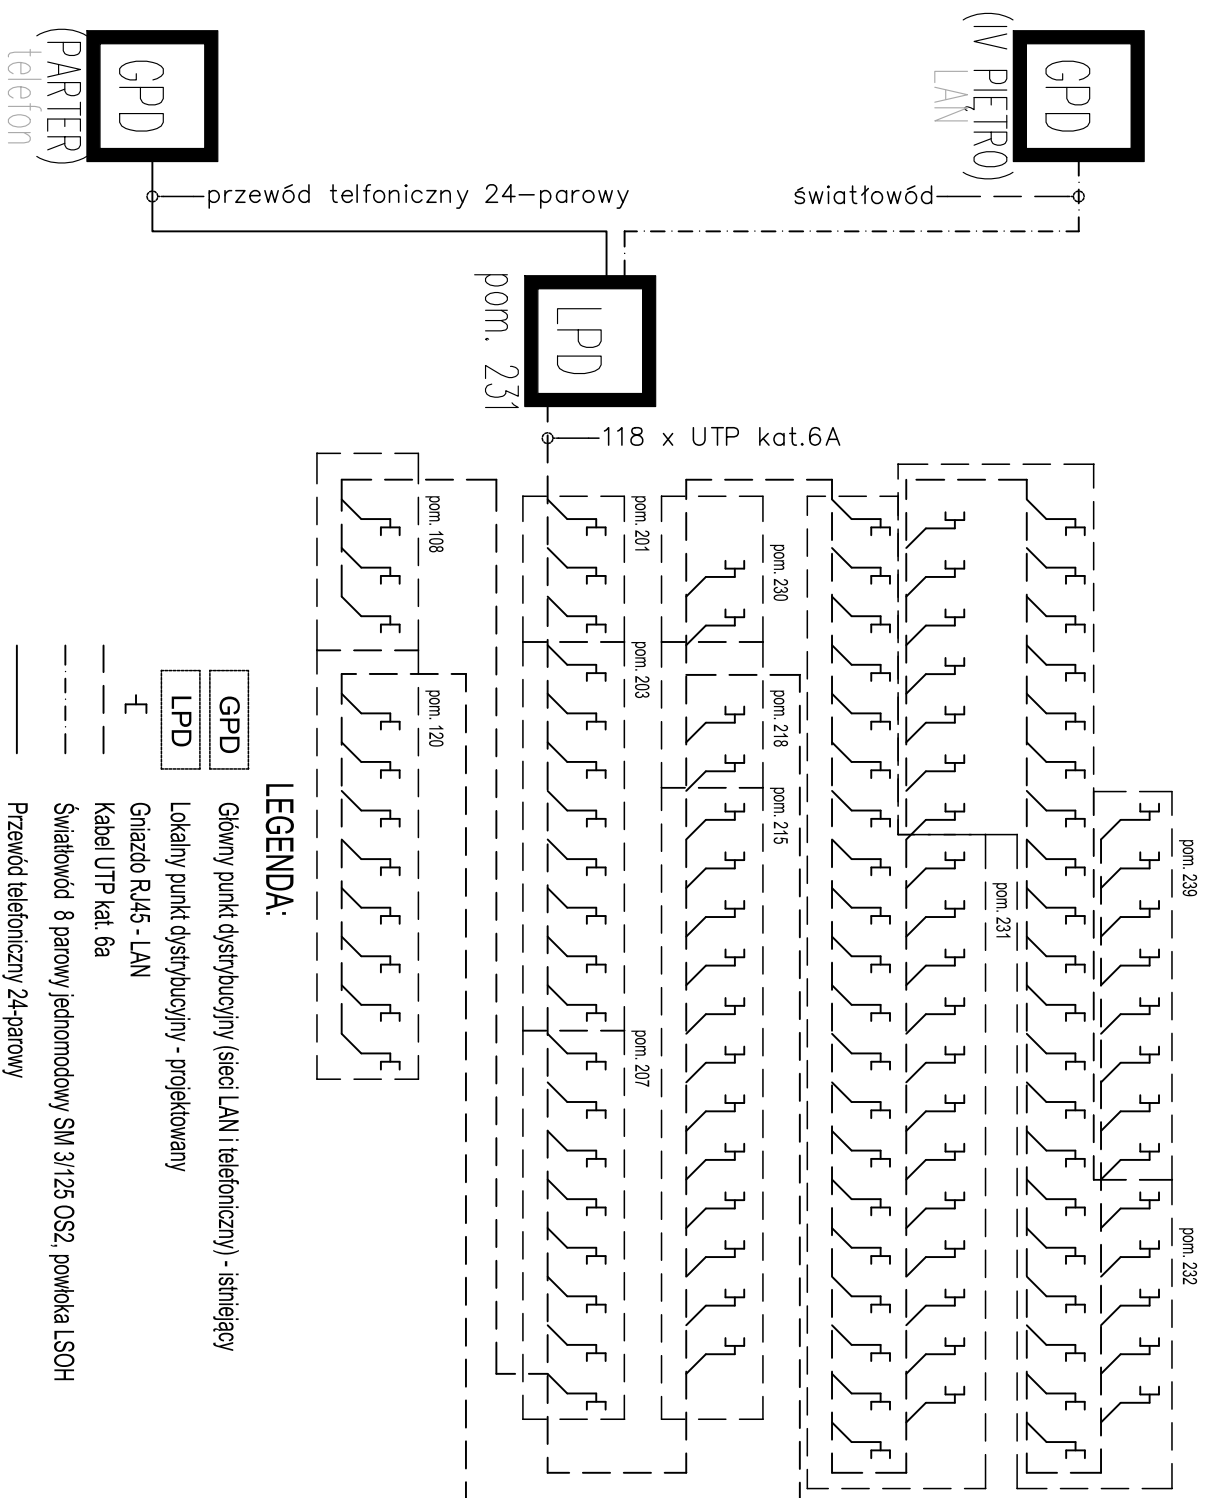 GPD
(PARTER)
telefon
GPD
(IV PIĘTRO)
LAN
przewód telfoniczny 24-parowy
światłowód
LPD
pom. 231
118 x UTP kat.6A
pom. 108
pom. 201
pom. 230
pom. 203
pom. 120
pom. 218
pom. 215
pom. 239
pom. 231
pom. 207
pom. 232
LEGENDA:
GPD Główny punkt dystrybucyjny (sieci LAN i telefoniczny) - istniejący
LPD Lokalny punkt dystrybucyjny - projektowany
Gniazdo RJ45 - LAN
Kabel UTP kat. 6a
Światłowód 8 parowy jednomodowy SM 3/125 OS2, powłoka LSOH
Przewód telefoniczny 24-parowy